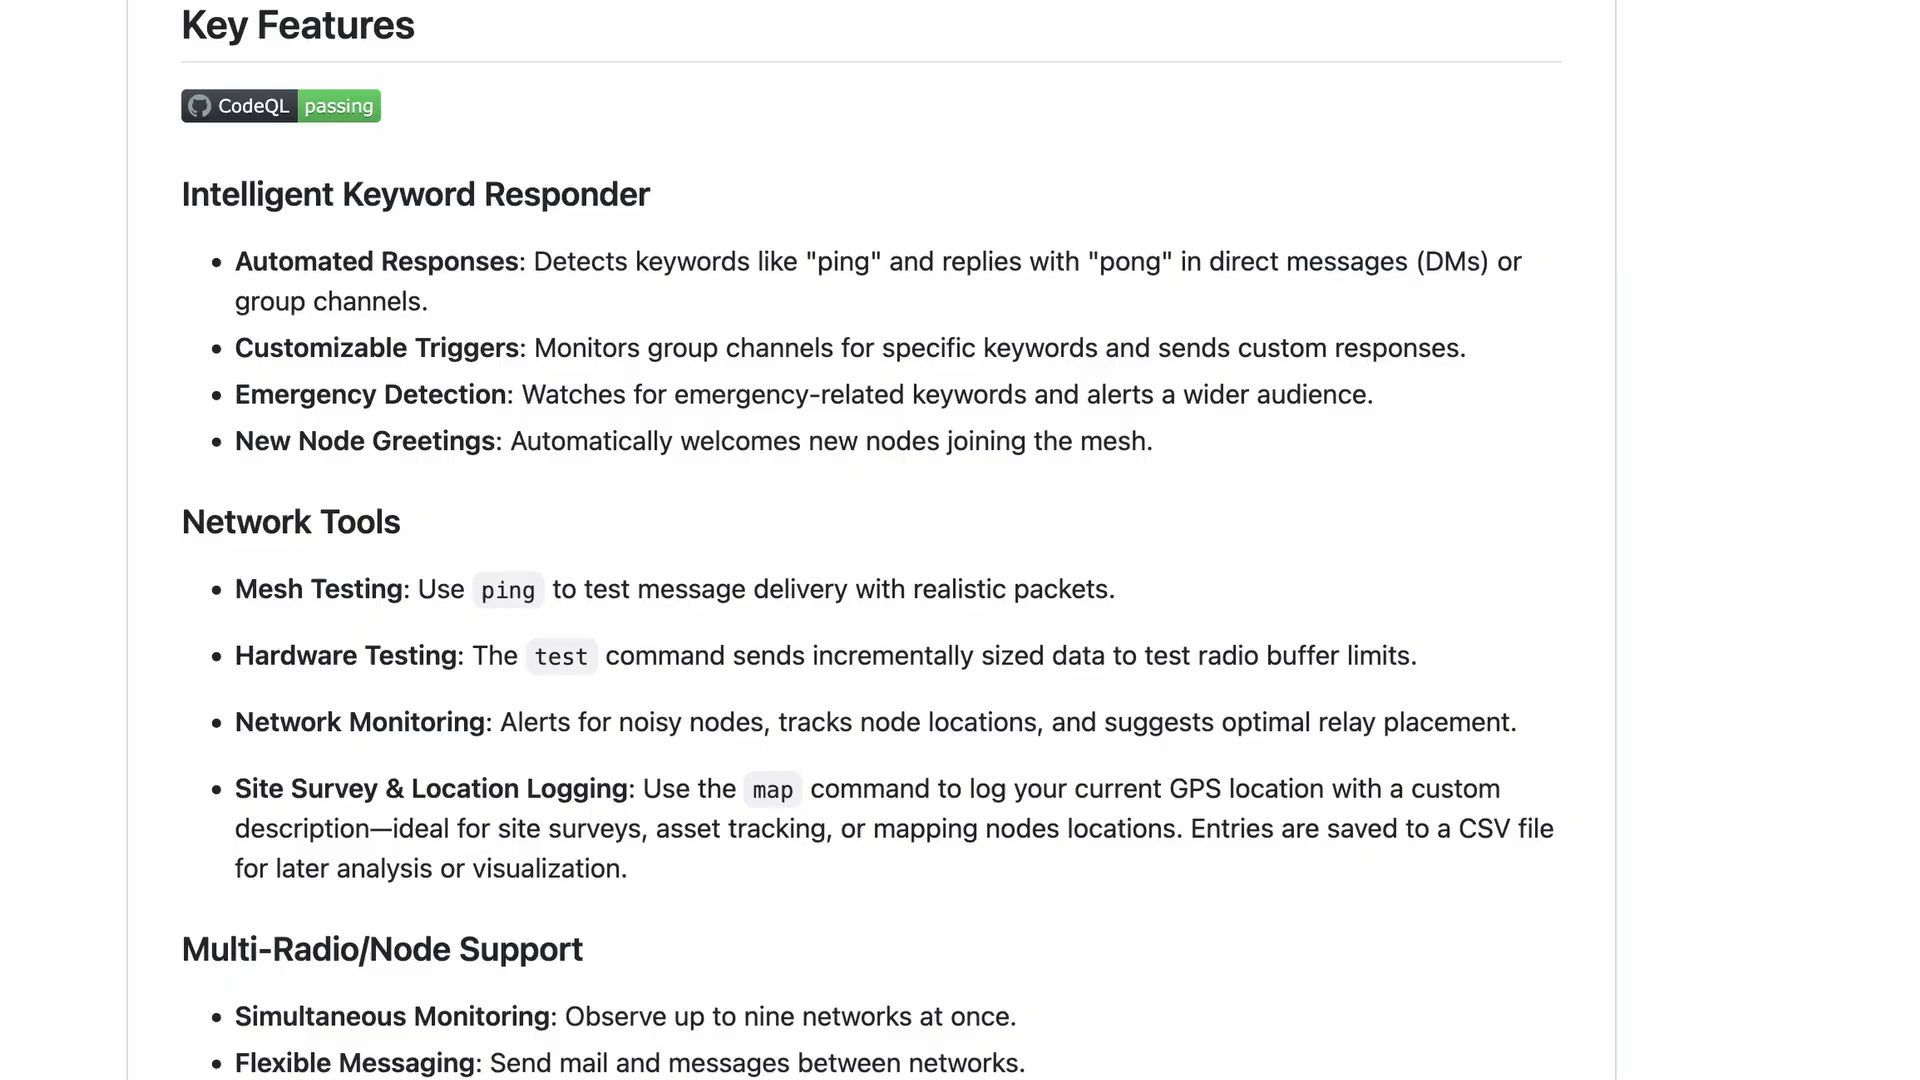 Key Features
CodeQL passing
Intelligent Keyword Responder
• Automated Responses: Detects keywords like "ping" and replies with "pong" in direct messages (DMs) or
group channels.
• Customizable Triggers: Monitors group channels for specific keywords and sends custom responses.
• Emergency Detection: Watches for emergency-related keywords and alerts a wider audience.
• New Node Greetings: Automatically welcomes new nodes joining the mesh.
Network Tools
• Mesh Testing: Use ping to test message delivery with realistic packets.
• Hardware Testing: The test command sends incrementally sized data to test radio buffer limits.
• Network Monitoring: Alerts for noisy nodes, tracks node locations, and suggests optimal relay placement.
• Site Survey & Location Logging: Use the map command to log your current GPS location with a custom
description—ideal for site surveys, asset tracking, or mapping nodes locations. Entries are saved to a CSV file
for later analysis or visualization.
Multi-Radio/Node Support
• Simultaneous Monitoring: Observe up to nine networks at once.
• Flexible Messaging: Send mail and messages between networks.